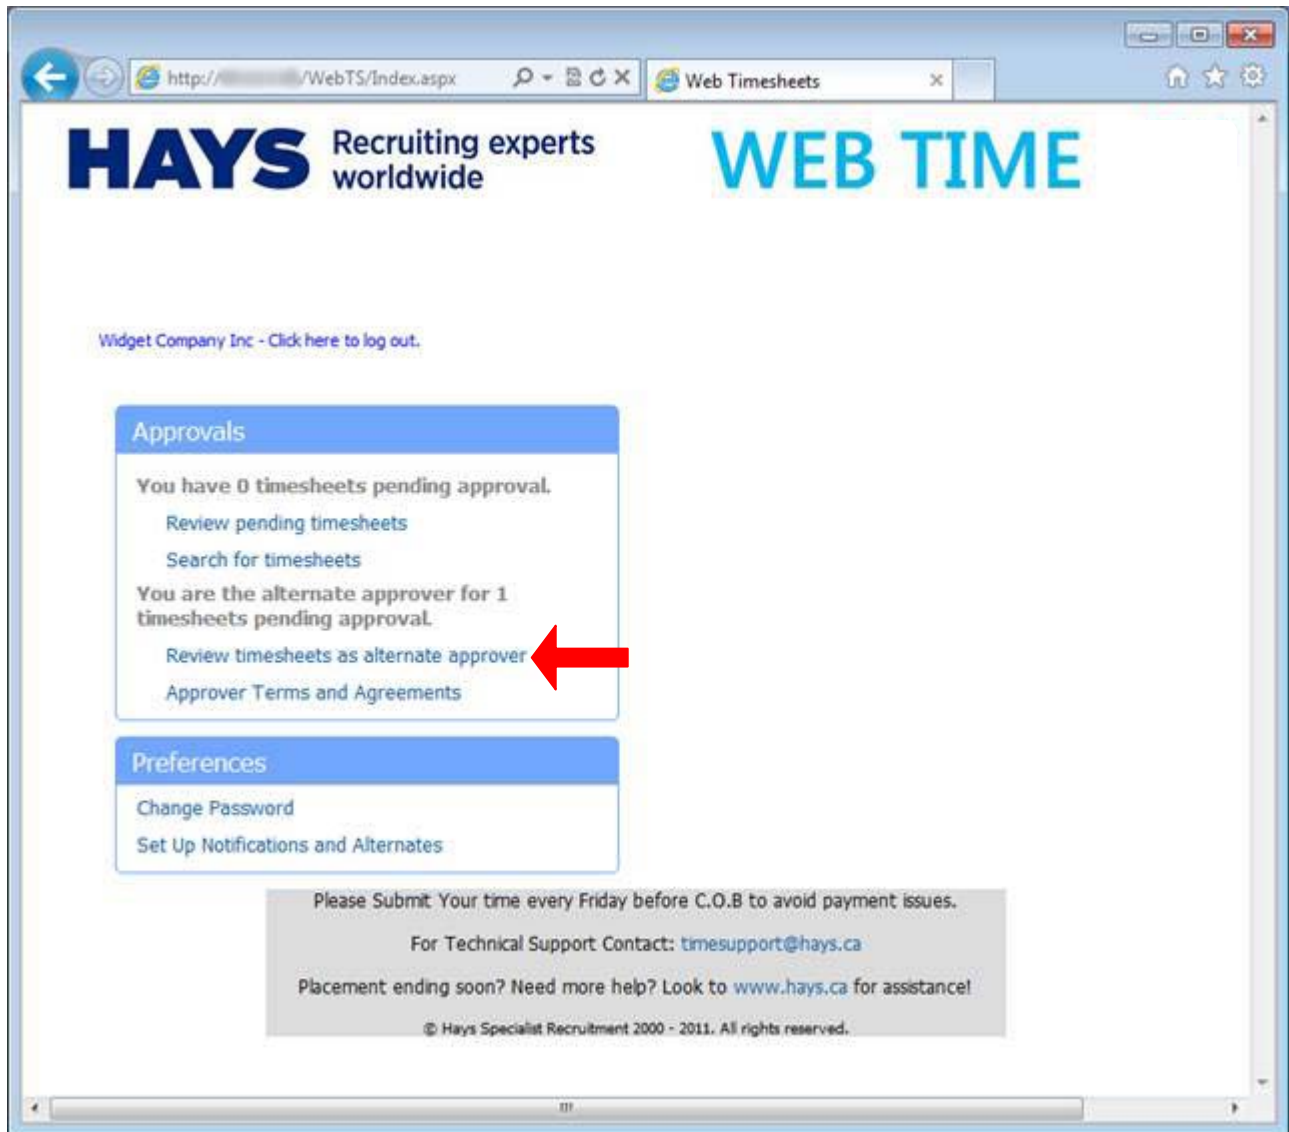 http:// /WebTS/Index.aspx
Web Timesheets
HAYS Recruiting experts worldwide
WEB TIME
Widget Company Inc - Click here to log out.
Approvals
You have 0 timesheets pending approval.
Review pending timesheets
Search for timesheets
You are the alternate approver for 1
timesheets pending approval.
Review timesheets as alternate approver
Approver Terms and Agreements
Preferences
Change Password
Set Up Notifications and Alternates
Please Submit Your time every Friday before C.O.B to avoid payment issues.
For Technical Support Contact: timesupport@hays.ca
Placement ending soon? Need more help? Look to www.hays.ca for assistance!
© Hays Specialist Recruitment 2000 - 2011. All rights reserved.